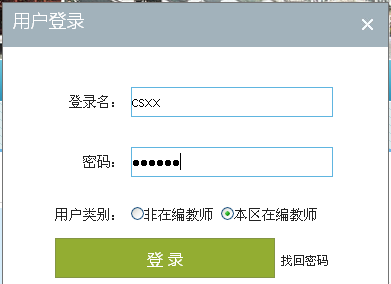 用户登录 ×
登录名： csxx
密码： ●●●●●●
用户类别： 非在编教师 本区在编教师
登 录 找回密码